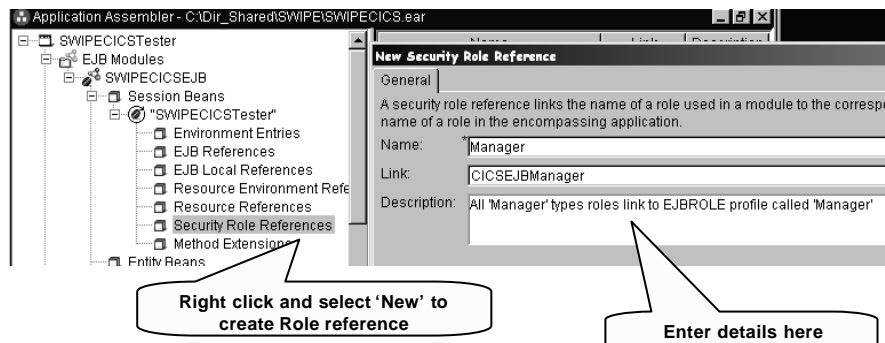 Application Assembler - C:\Dir_Shared\SWIPE\SWIPECICS.ear
SWIPECICSTester
EJB Modules
SWIPECICSEJB
Session Beans
"SWIPECICSTester"
Environment Entries
EJB References
EJB Local References
Resource Environment Refe
Resource References
Security Role References
Method Extensions
Entity Beans
New Security Role Reference
General
A security role reference links the name of a role used in a module to the corresp
name of a role in the encompassing application.
Name: *Manager
Link: CICSEJBManager
Description: All 'Manager' types roles link to EJBROLE profile called 'Manager'
Right click and select ‘New’ to
create Role reference
Enter details here